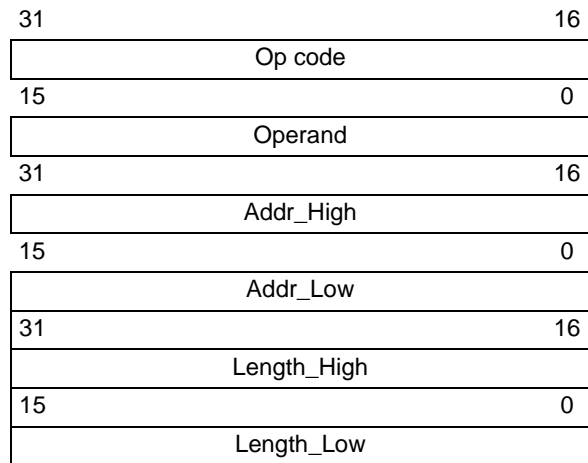 31 16
Op code
15 0
Operand
31 16
Addr_High
15 0
Addr_Low
31 16
Length_High
15 0
Length_Low